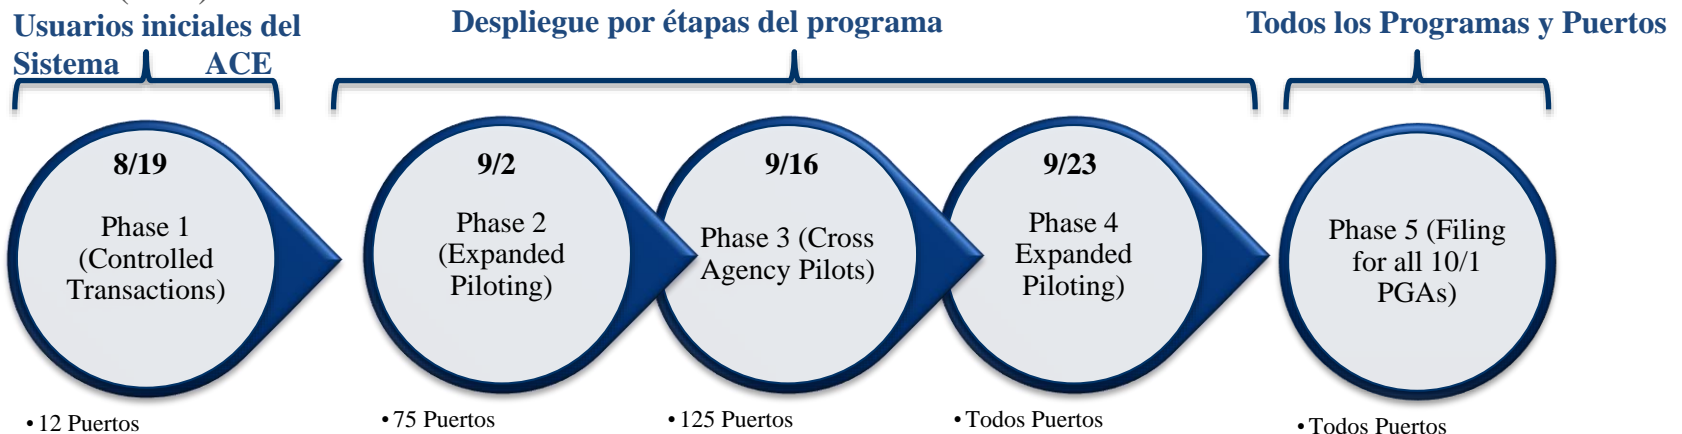 Usuarios iniciales del
Sistema ACE
Despliegue por étapas del programa
Todos los Programas y Puertos
8/19
Phase 1
(Controlled
Transactions)
9/2
Phase 2
(Expanded
Piloting)
9/16
Phase 3 (Cross
Agency Pilots)
9/23
Phase 4
Expanded
Piloting)
Phase 5 (Filing
for all 10/1
PGAs)
• 12 Puertos
• 75 Puertos
• 125 Puertos
• Todos Puertos
• Todos Puertos